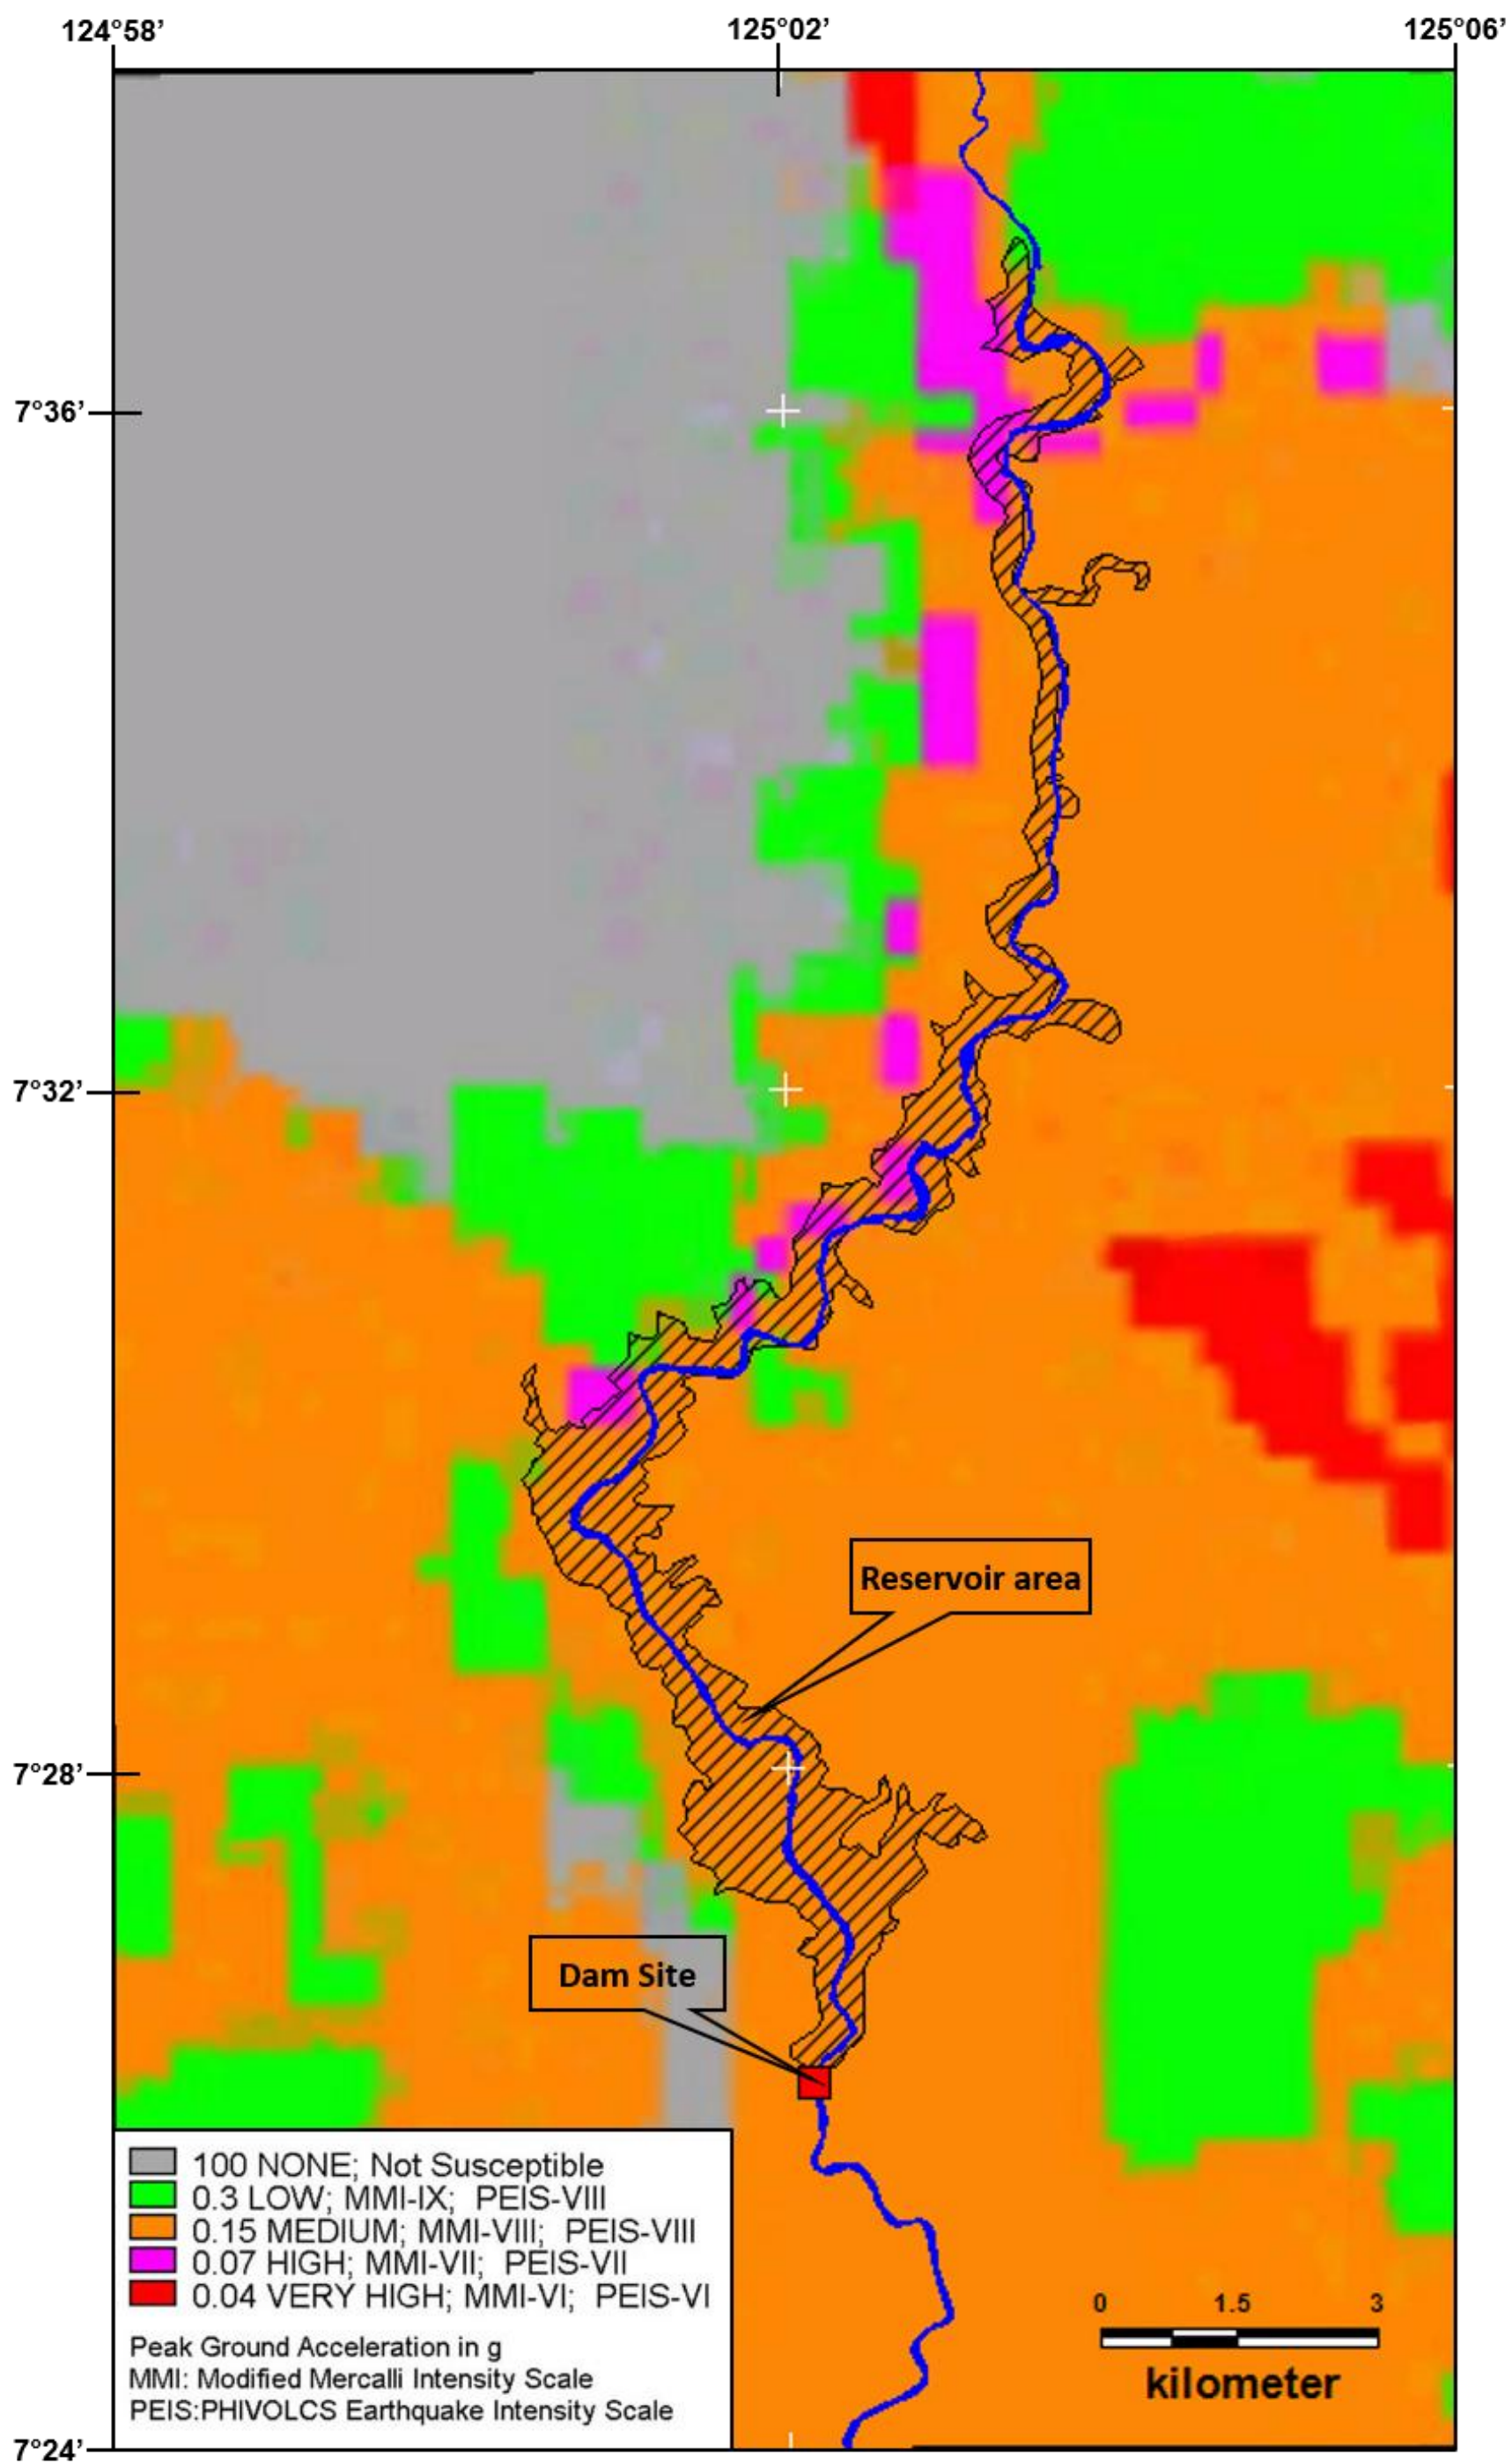 124°58’ 125°02’ 125°06’
7°36’
7°32’
Reservoir area
7°28’
Dam Site
100 NONE; Not Susceptible
0.3 LOW; MMI-IX; PEIS-VIII
0.15 MEDIUM; MMI-VIII; PEIS-VIII
0.07 HIGH; MMI-VII; PEIS-VII
0.04 VERY HIGH; MMI-VI; PEIS-VI
Peak Ground Acceleration in g
MMI: Modified Mercalli Intensity Scale
PEIS:PHIVOLCS Earthquake Intensity Scale
0 1.5 3
kilometer
7°24’